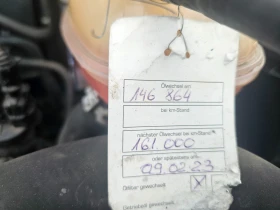 Ölwechsel am
146 864
bei km-Stand
nächster Ölwechsel bei km-Stand
161 000
oder spätestens am
09.02.23
Ölfilter gewechselt X
gewechselt